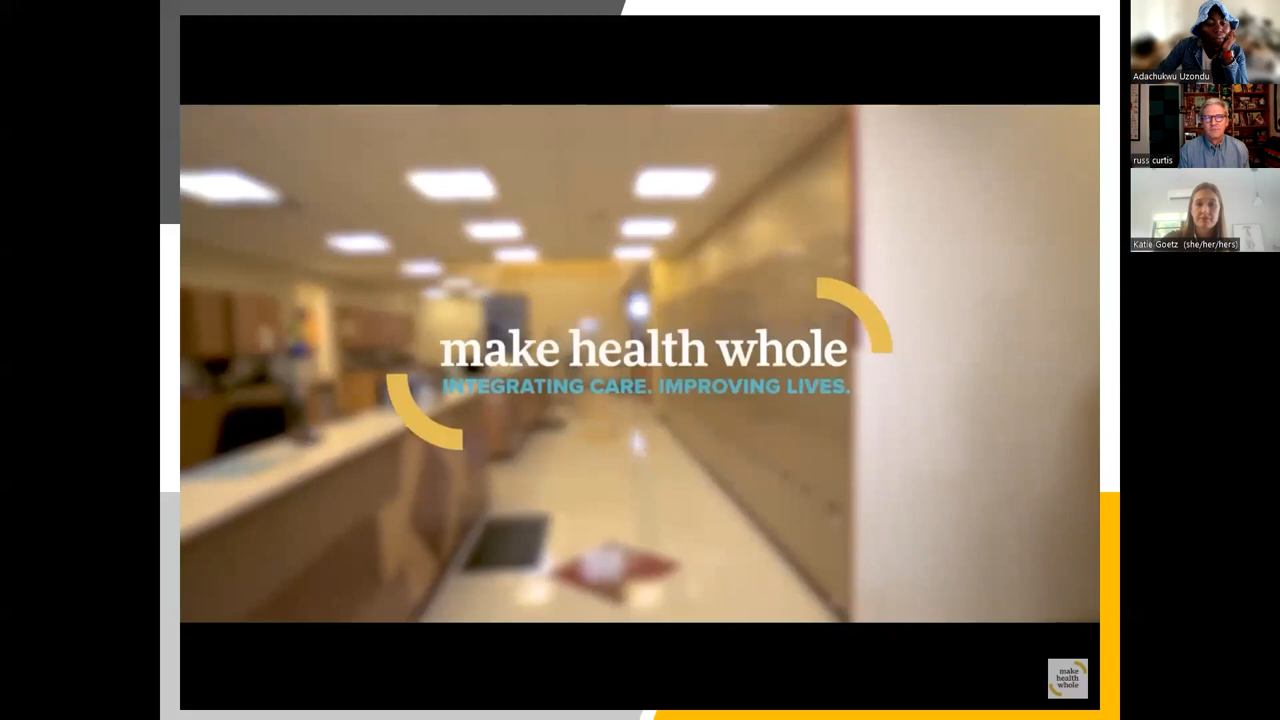 make health whole
INTEGRATING CARE. IMPROVING LIVES.
make
health
whole
Adachukwu Uzondu
russ curtis
Katie Goetz (she/her/hers)